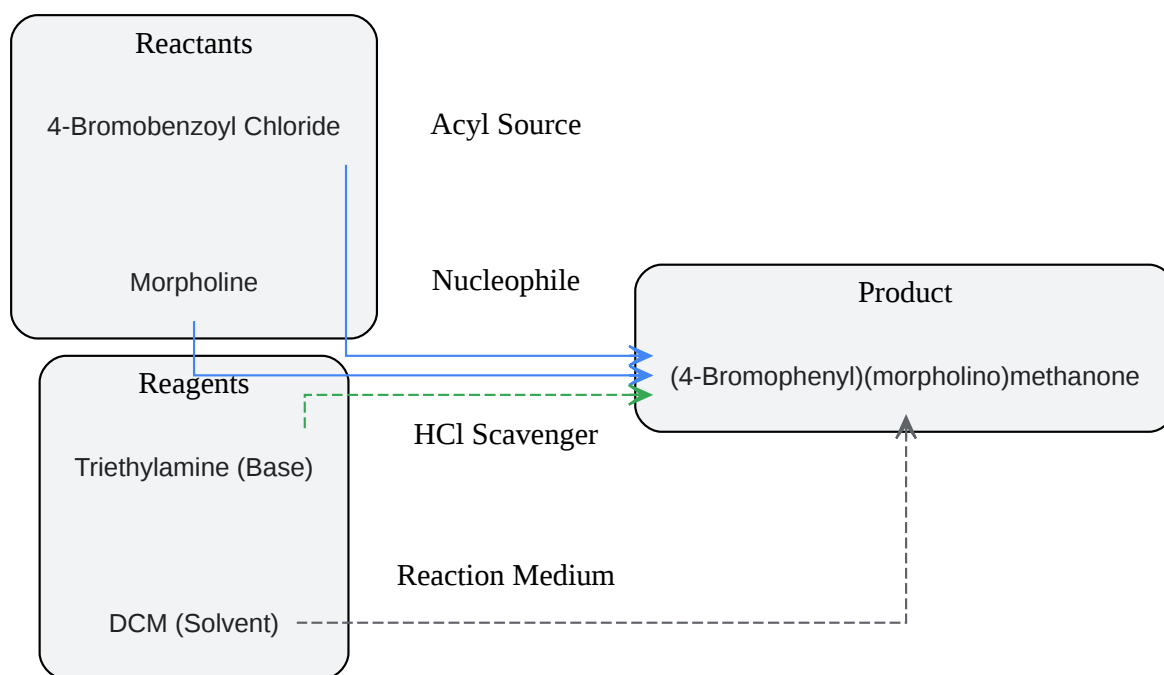 Reactants
4-Bromobenzoyl Chloride
Acyl Source
Morpholine
Nucleophile
Product
(4-Bromophenyl)(morpholino)methanone
Reagents
HCl Scavenger
Triethylamine (Base)
Reaction Medium
DCM (Solvent)